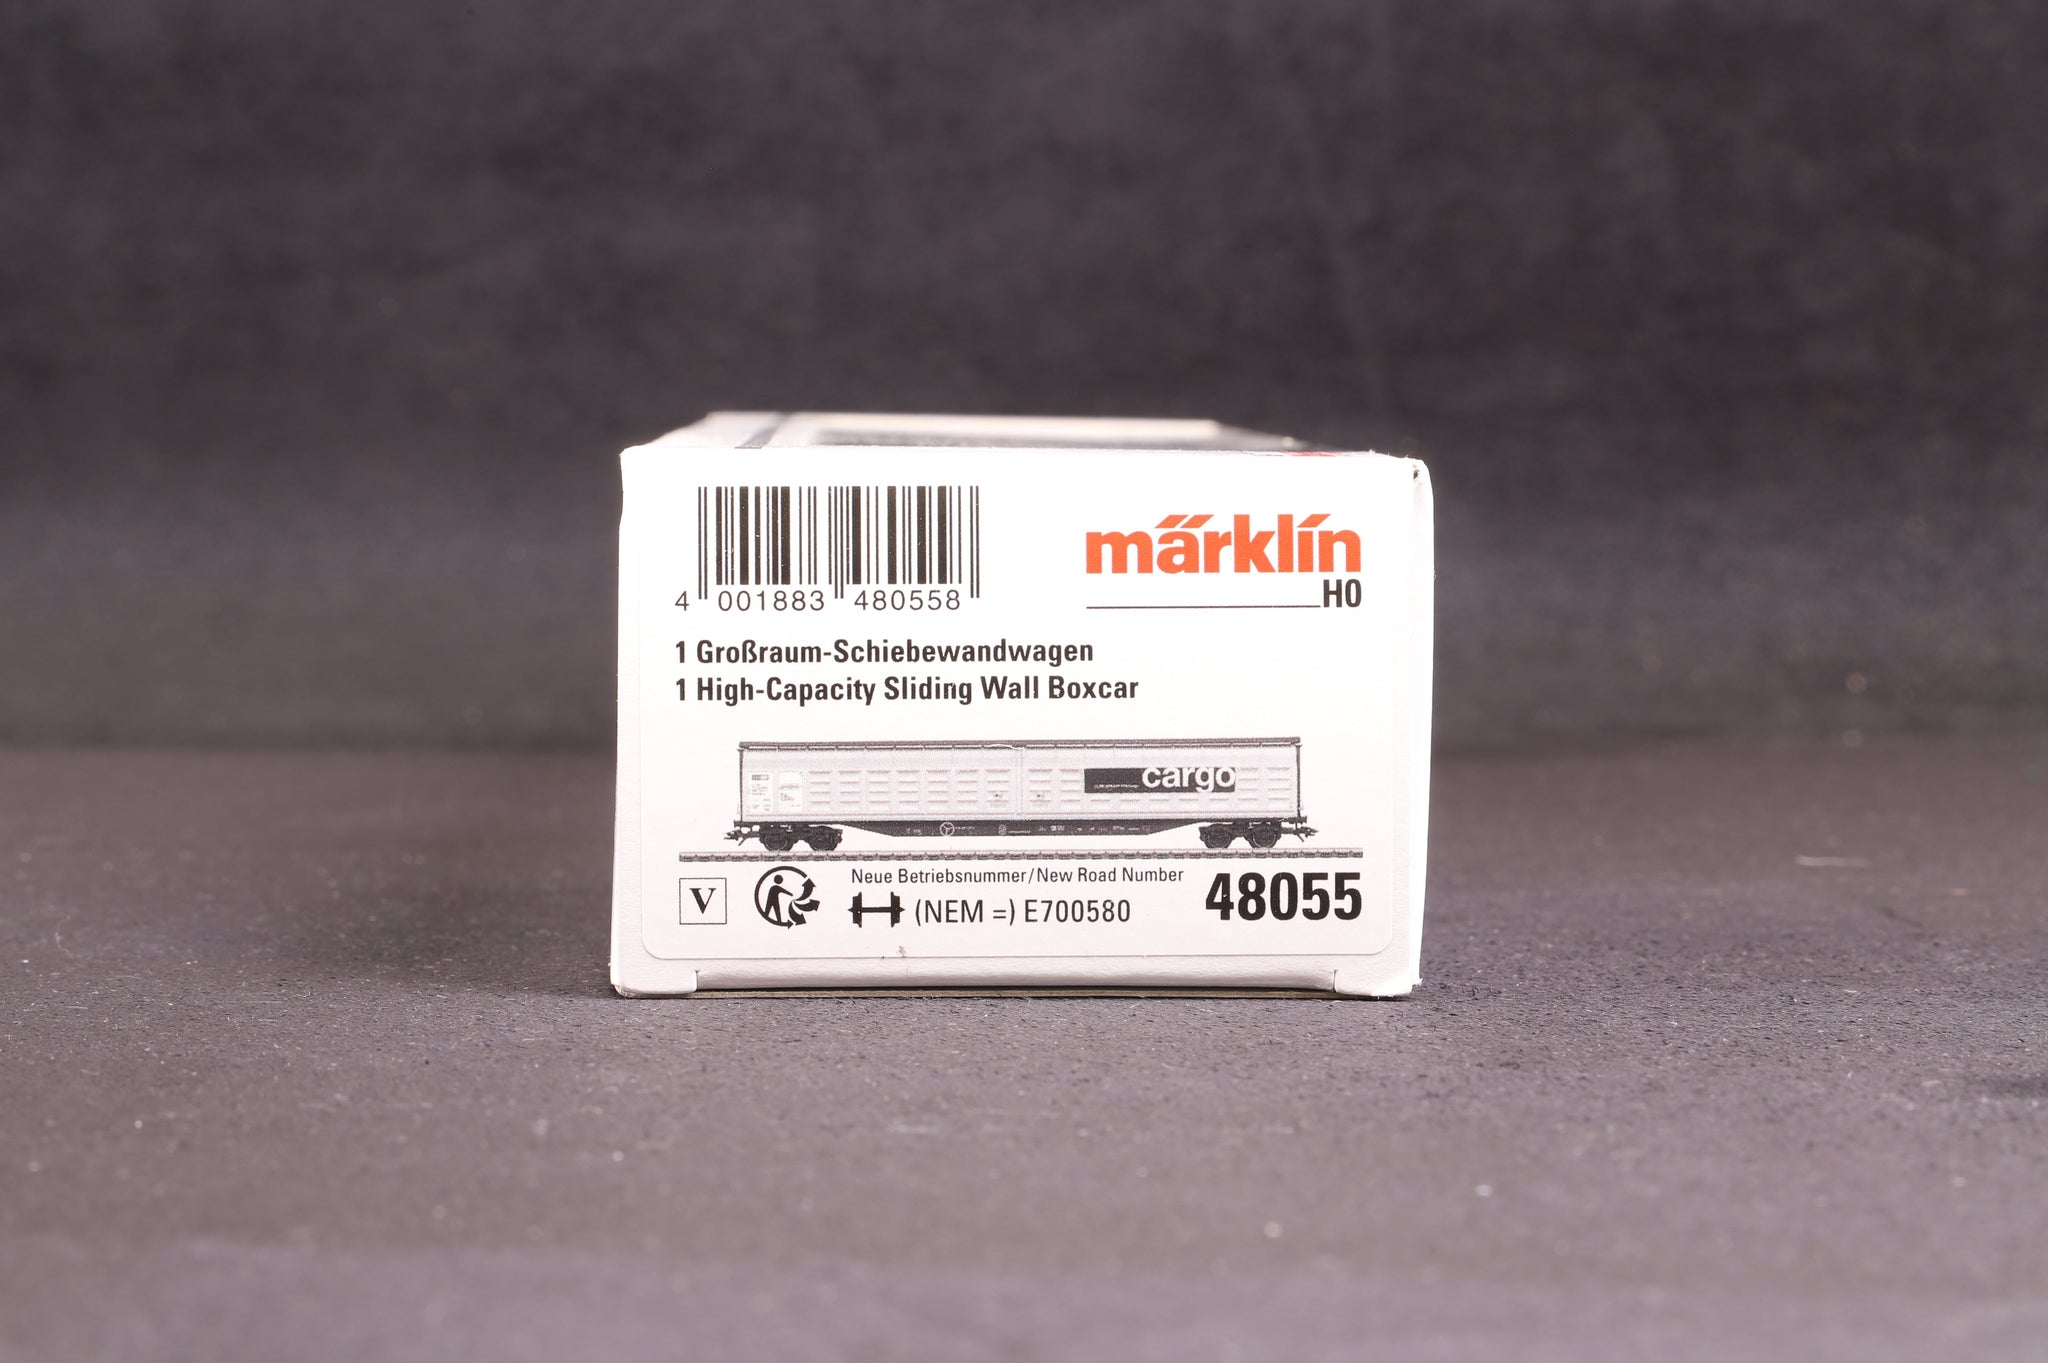 4 001883 480558
märklin
H0
1 Großraum-Schiebewandwagen
1 High-Capacity Sliding Wall Boxcar
cargo
V
Neue Betriebsnummer/New Road Number
(NEM =) E700580
48055